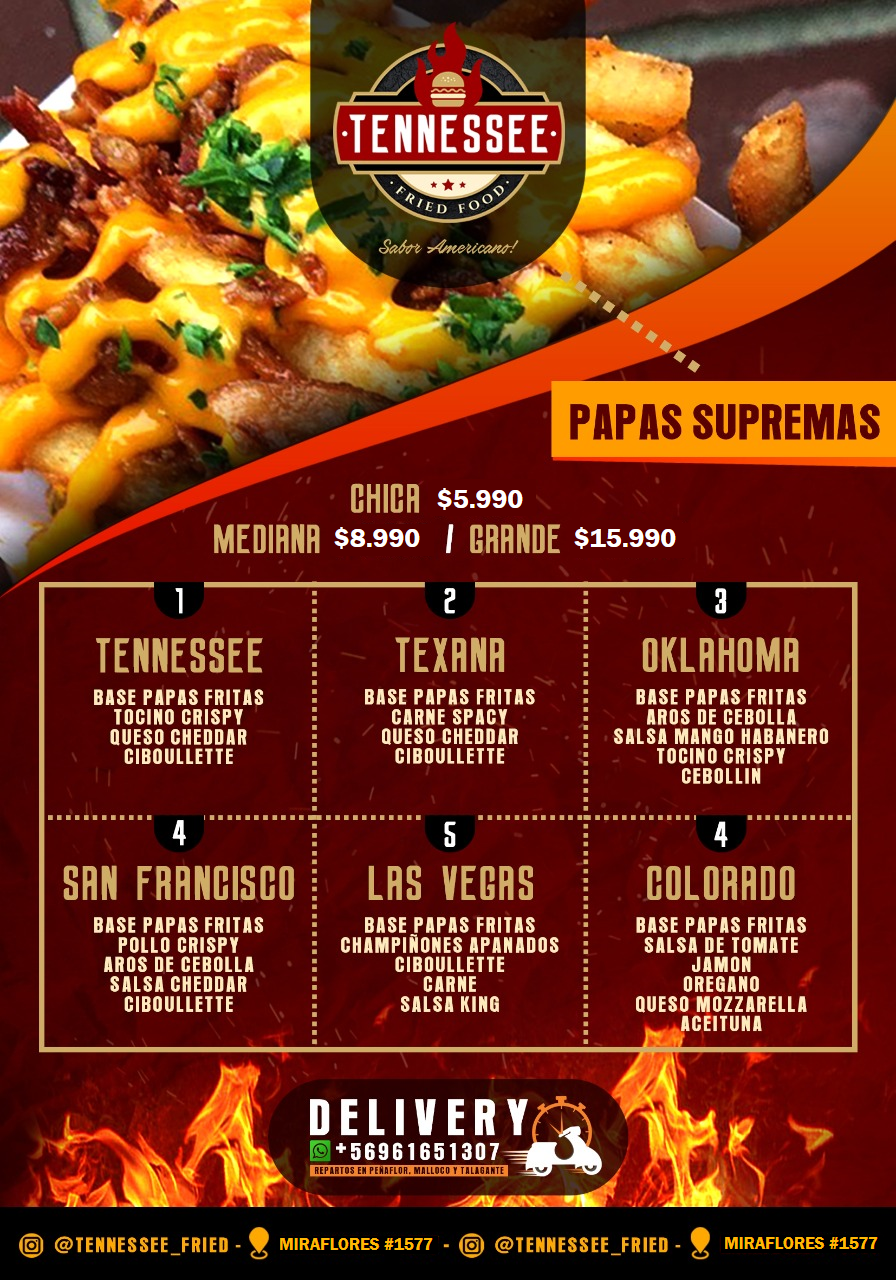 ·TENNESSEE·
· FRIED FOOD ·
Sabor Americano!
PAPAS SUPREMAS
CHICA $5.990
MEDIANA $8.990 / GRANDE $15.990
1
TENNESSEE
BASE PAPAS FRITAS
TOCINO CRISPY
QUESO CHEDDAR
CIBOULLETTE
2
TEXANA
BASE PAPAS FRITAS
CARNE SPACY
QUESO CHEDDAR
CIBOULLETTE
3
OKLAHOMA
BASE PAPAS FRITAS
AROS DE CEBOLLA
SALSA MANGO HABANERO
TOCINO CRISPY
CEBOLLIN
4
SAN FRANCISCO
BASE PAPAS FRITAS
POLLO CRISPY
AROS DE CEBOLLA
SALSA CHEDDAR
CIBOULLETTE
5
LAS VEGAS
BASE PAPAS FRITAS
CHAMPIÑONES APANADOS
CIBOULLETTE
CARNE
SALSA KING
4
COLORADO
BASE PAPAS FRITAS
SALSA DE TOMATE
JAMON
OREGANO
QUESO MOZZARELLA
ACEITUNA
DELIVERY
+56961651307
REPARTOS EN PEÑAFLOR, MALLOCO Y TALAGANTE
@TENNESSEE_FRIED - MIRAFLORES #1577 - @TENNESSEE_FRIED - MIRAFLORES #1577